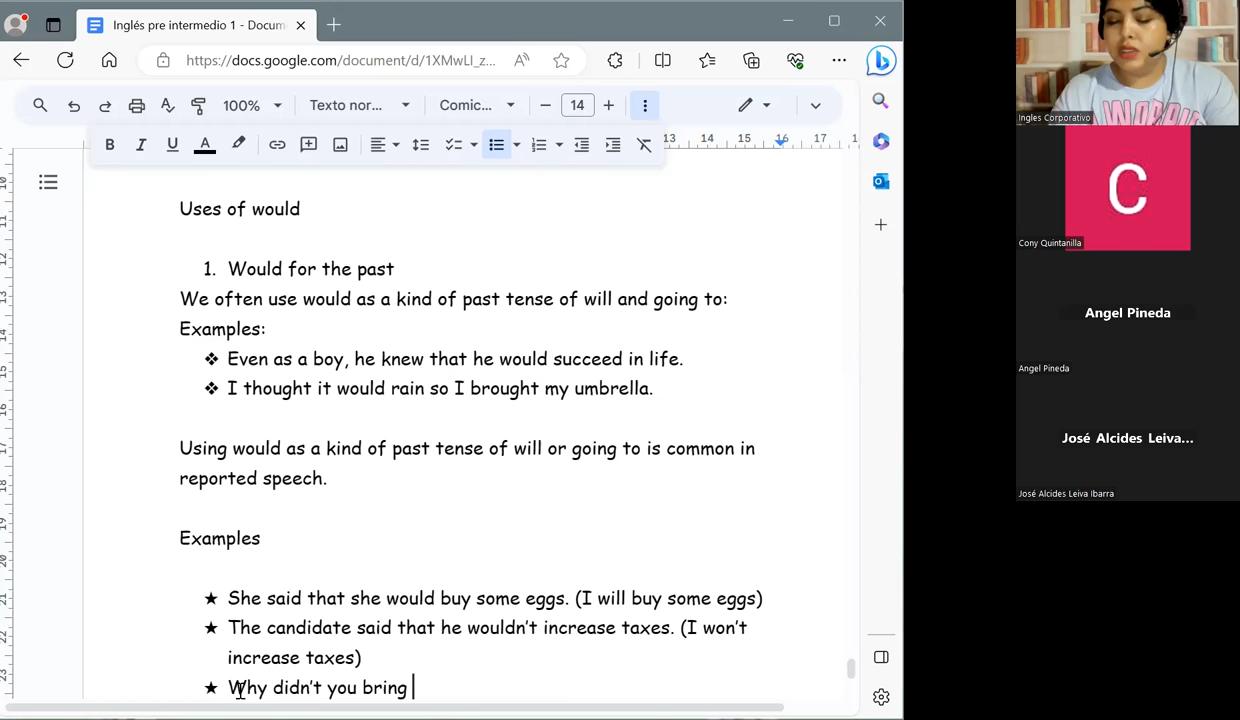 Inglés pre intermedio 1 - Docum
https://docs.google.com/document/d/1XMwLI_z...
100%
Texto nor...
Comic...
14
13 14 15 16 17
Uses of would
1. Would for the past
We often use would as a kind of past tense of will and going to:
Examples:
❖ Even as a boy, he knew that he would succeed in life.
❖ I thought it would rain so I brought my umbrella.
Using would as a kind of past tense of will or going to is common in
reported speech.
Examples
★ She said that she would buy some eggs. (I will buy some eggs)
★ The candidate said that he wouldn't increase taxes. (I won't
increase taxes)
★ Why didn't you bring
Ingles Corporativo
C
Cony Quintanilla
Angel Pineda
Angel Pineda
José Alcides Leiva...
José Alcides Leiva Ibarra